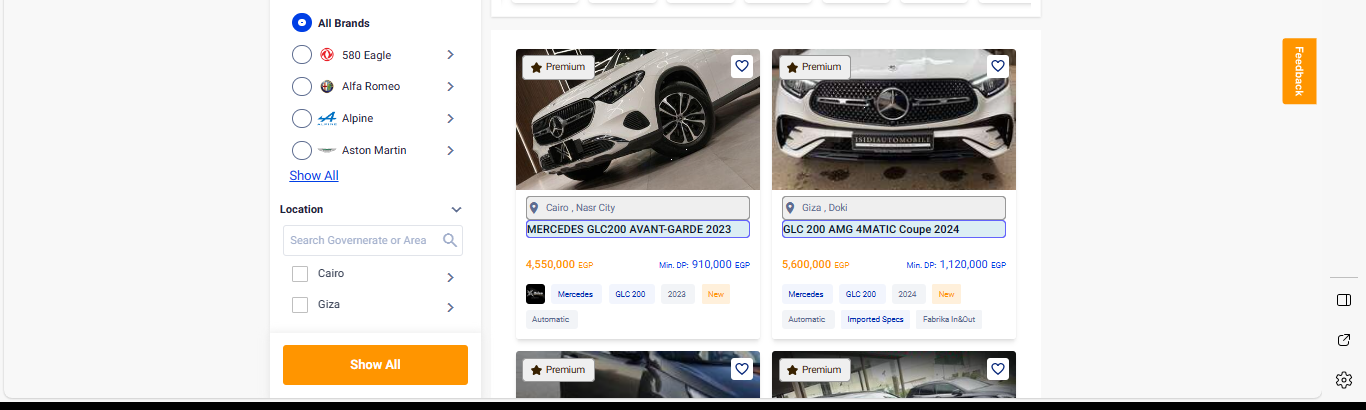 All Brands
580 Eagle
Alfa Romeo
Alpine
Aston Martin
Show All
Location
Search Governerate or Area
Cairo
Giza
Show All
Premium
Cairo , Nasr City
MERCEDES GLC200 AVANT-GARDE 2023
4,550,000 EGP
Min. DP: 910,000 EGP
Mercedes
GLC 200
2023
New
Automatic
Premium
ISIDIAUTOMOBILE
Giza , Doki
GLC 200 AMG 4MATIC Coupe 2024
5,600,000 EGP
Min. DP: 1,120,000 EGP
Mercedes
GLC 200
2024
New
Automatic
Imported Specs
Fabrika In&Out
Premium
Premium
Feedback